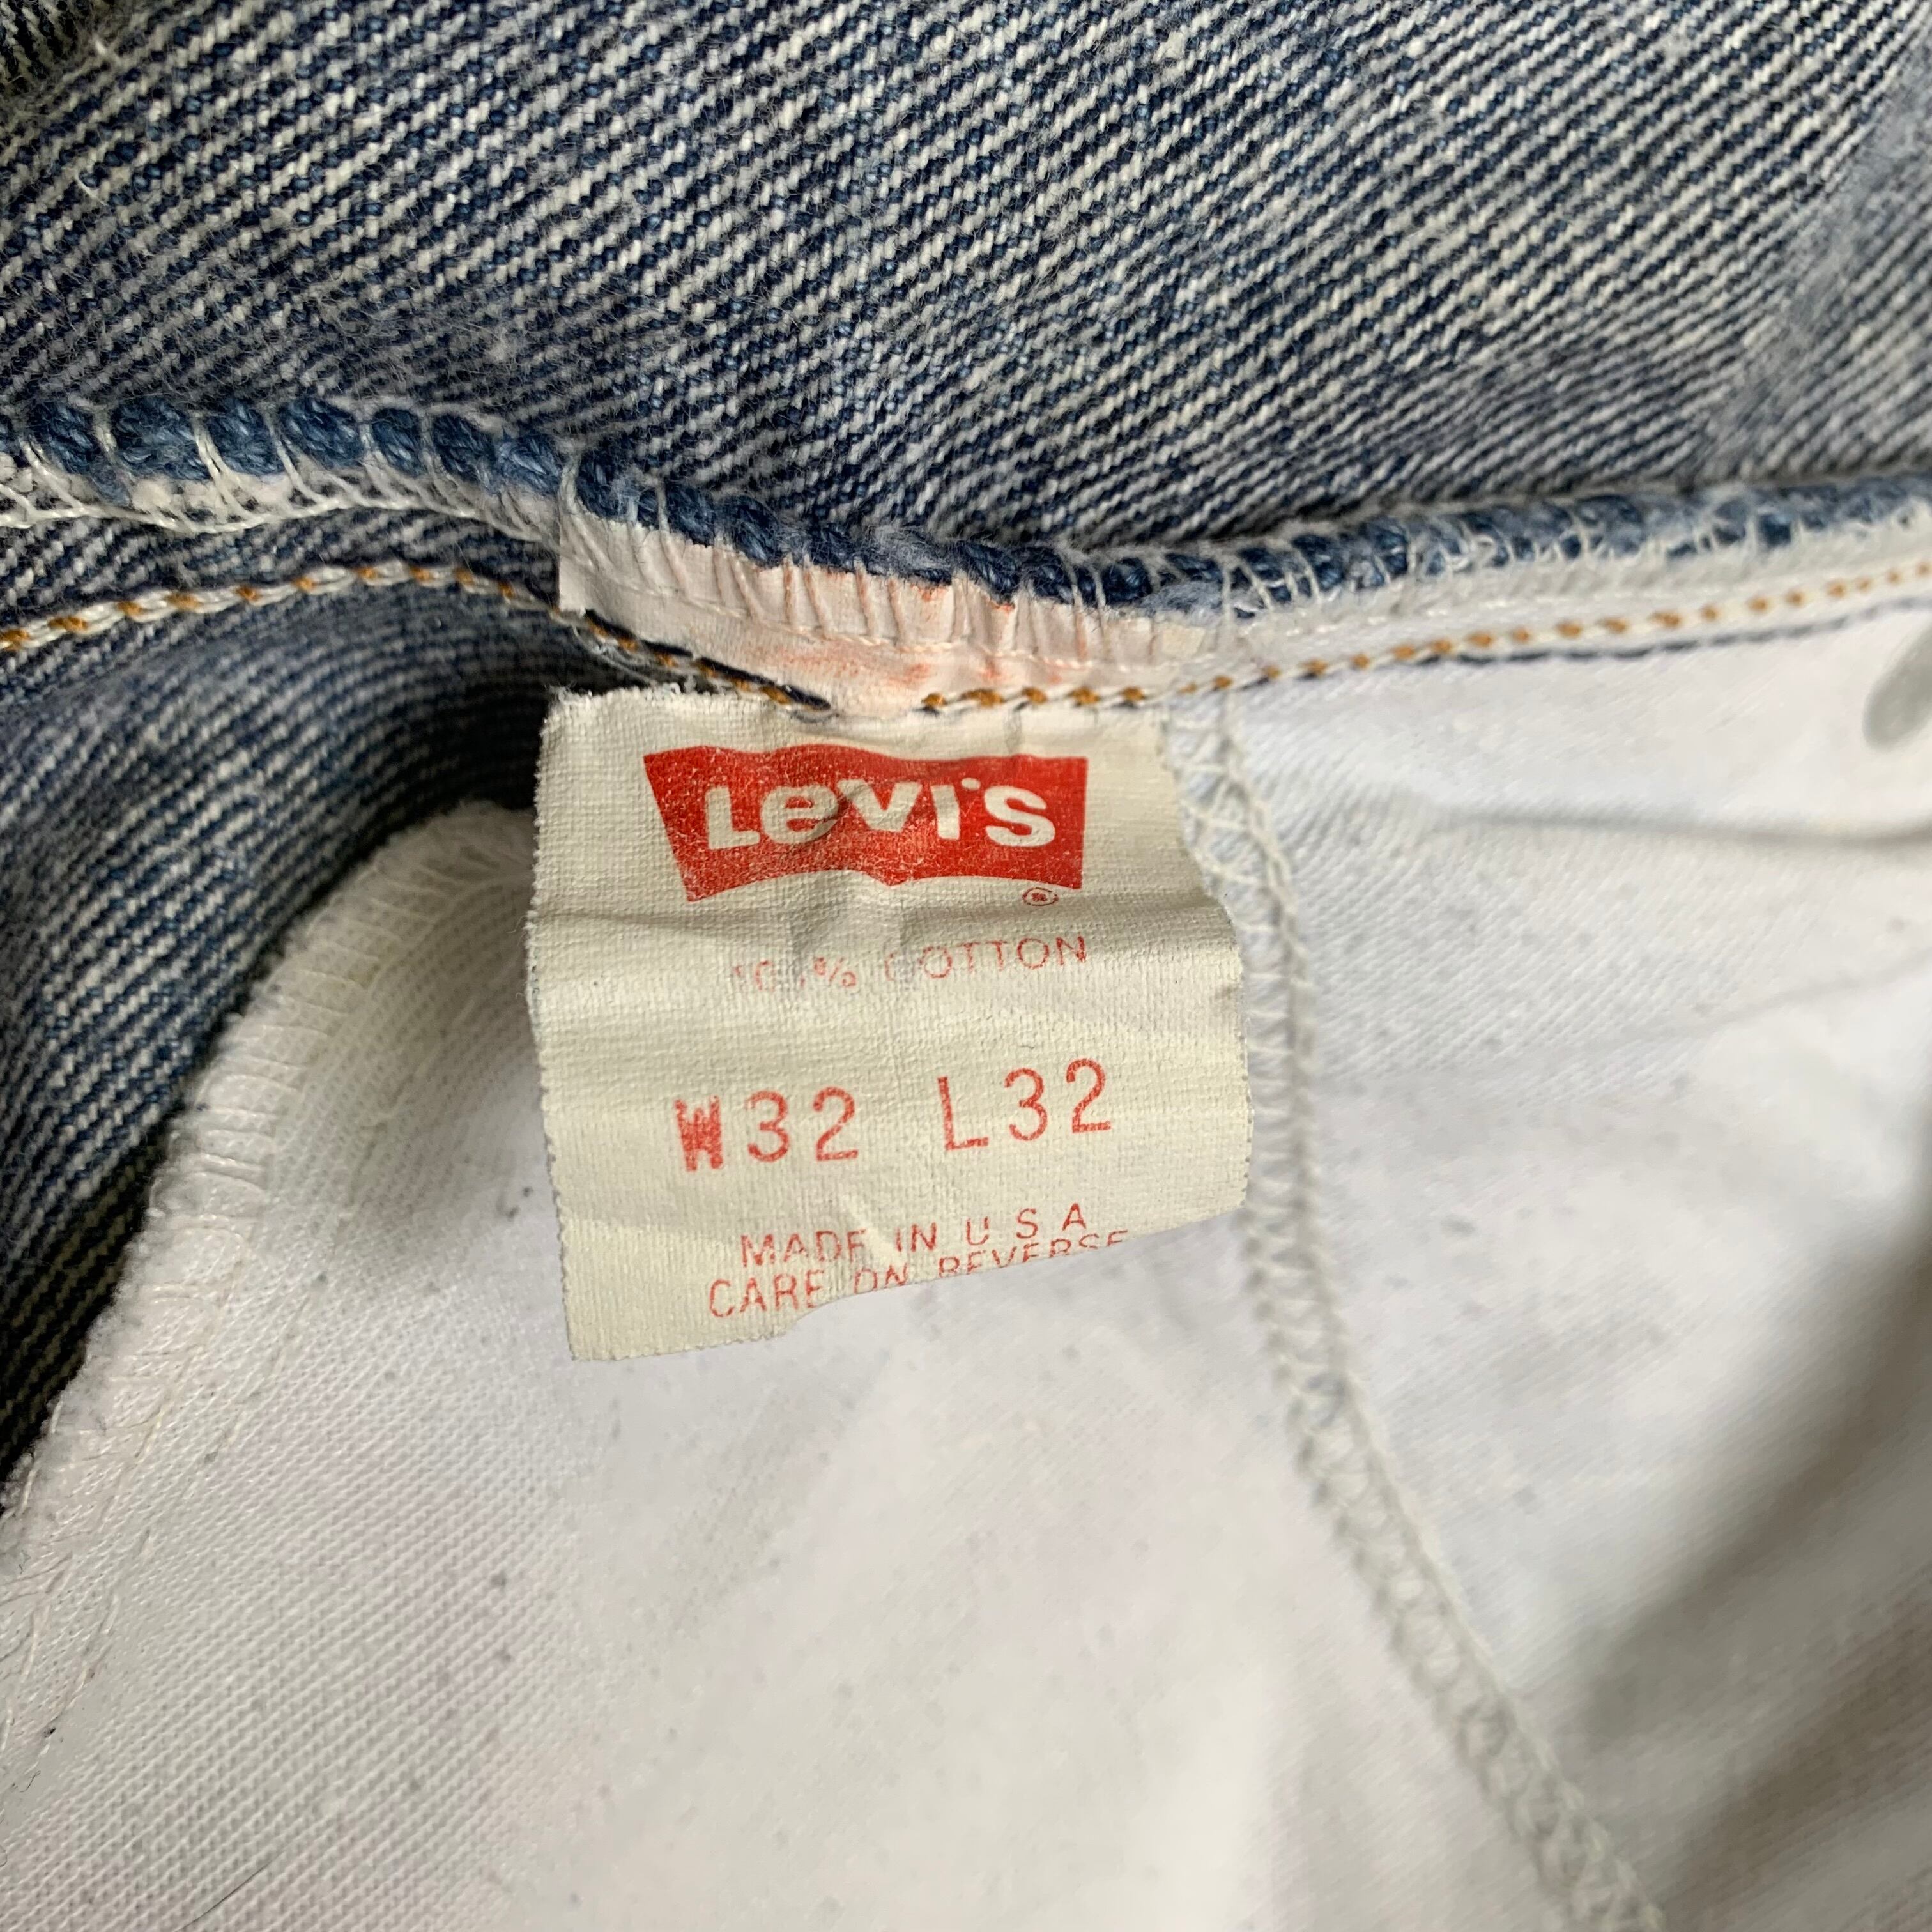 Levi's
®
% COTTON
W32 L32
MADE IN U S A
CARE ON REVERSE